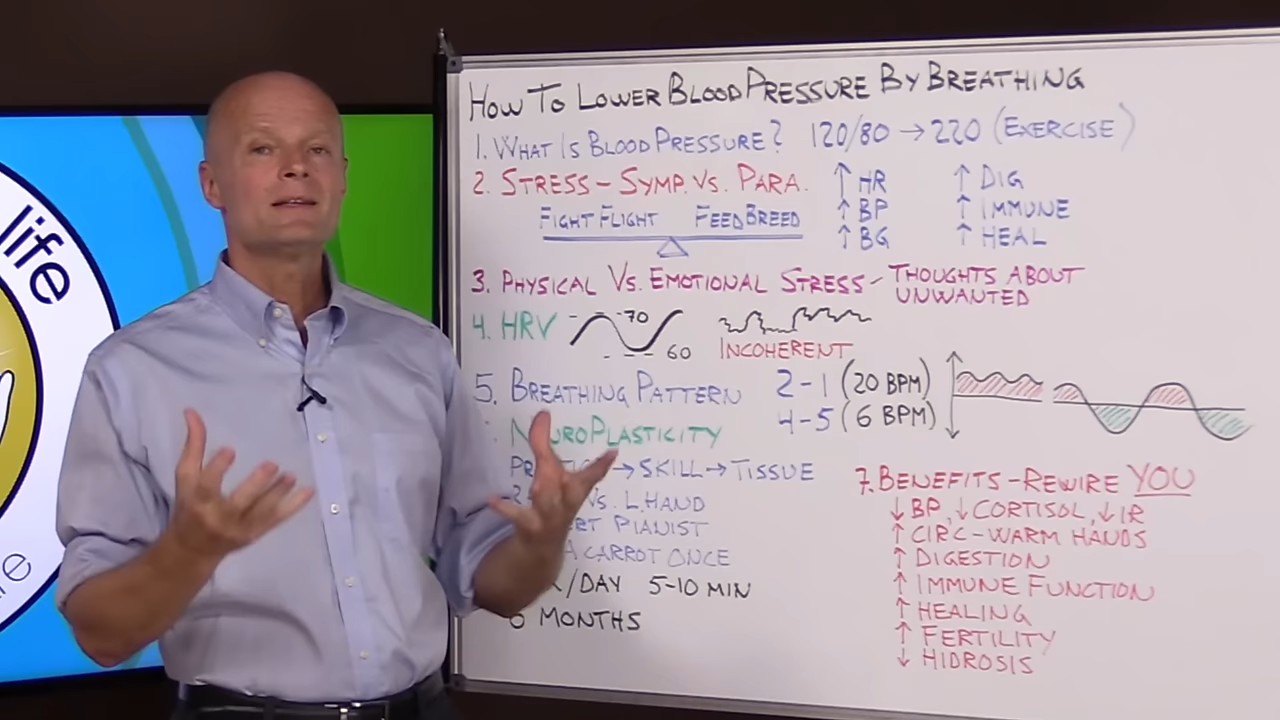 life
HOW TO LOWER BLOOD PRESSURE BY BREATHING
1. WHAT IS BLOOD PRESSURE? 120/80 → 220 (EXERCISE)
2. STRESS – SYMP. VS. PARA. ↑ HR ↑ DIG
FIGHT FLIGHT FEED BREED ↑ BP ↑ IMMUNE
↑ BG ↑ HEAL
3. PHYSICAL VS. EMOTIONAL STRESS – THOUGHTS ABOUT
UNWANTED
4. HRV 70
60
INCOHERENT
5. BREATHING PATTERN 2-1 (20 BPM)
4-5 (6 BPM)
PLASTICITY
→ SKILL → TISSUE
VS. L. HAND
PIANIST
A CARROT ONCE
/DAY 5-10 MIN
MONTHS
7. BENEFITS – REWIRE YOU
↓ BP, ↓ CORTISOL, ↓ IR
↑ CIRC-WARM HANDS
↑ DIGESTION
↑ IMMUNE FUNCTION
↑ HEALING
↑ FERTILITY
↓ HIDROSIS